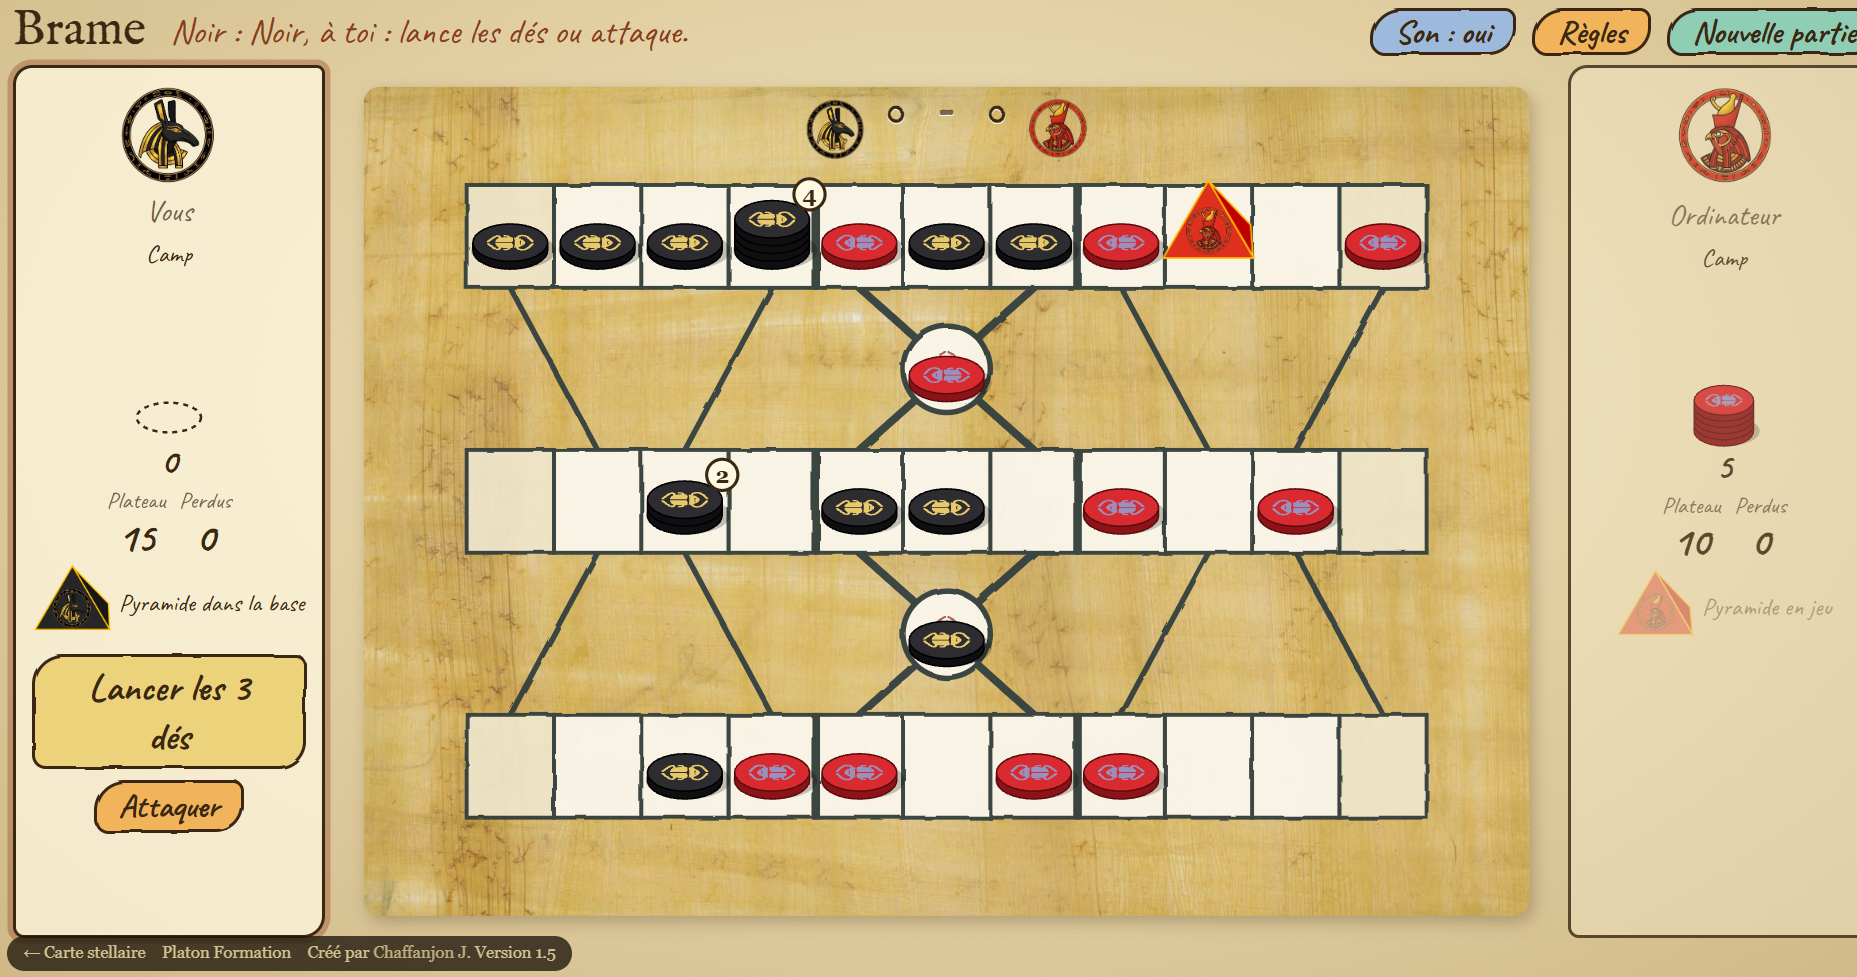 Brame
Noir : Noir, à toi : lance les dés ou attaque.
Son : oui
Règles
Nouvelle partie
Vous
Camp
0
Plateau Perdus
15 0
Pyramide dans la base
Lancer les 3
dés
Attaquer
0 - 0
4
2
Ordinateur
Camp
5
Plateau Perdus
10 0
Pyramide en jeu
← Carte stellaire Platon Formation Créé par Chaffanjon J. Version 1.5